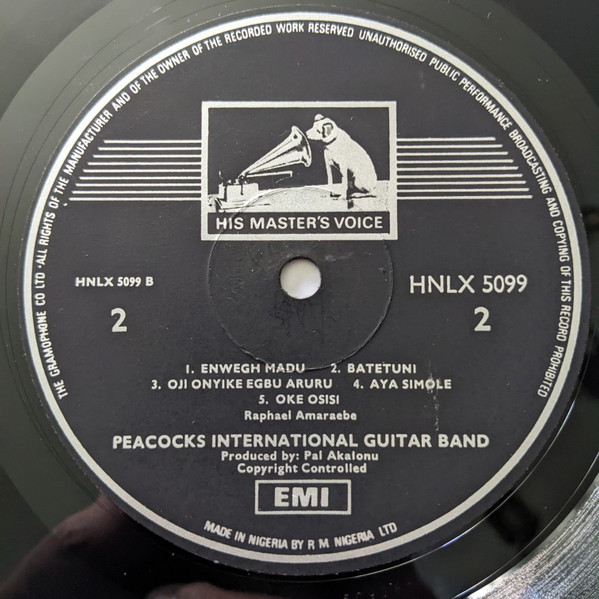 THE GRAMOPHONE CO LTD · ALL RIGHTS OF THE MANUFACTURER AND OF THE OWNER OF THE RECORDED WORK RESERVED UNAUTHORISED PUBLIC PERFORMANCE BROADCASTING AND COPYING OF THIS RECORD PROHIBITED
HIS MASTER'S VOICE
HNLX 5099 B
HNLX 5099
2
2
1. ENWEGH MADU 2. BATETUNI
3. OJI ONYIKE EGBU ARURU 4. AYA SIMOLE
5. OKE OSISI
Raphael Amaraebe
PEACOCKS INTERNATIONAL GUITAR BAND
Produced by: Pal Akalonu
Copyright Controlled
EMI
MADE IN NIGERIA BY R M NIGERIA LTD